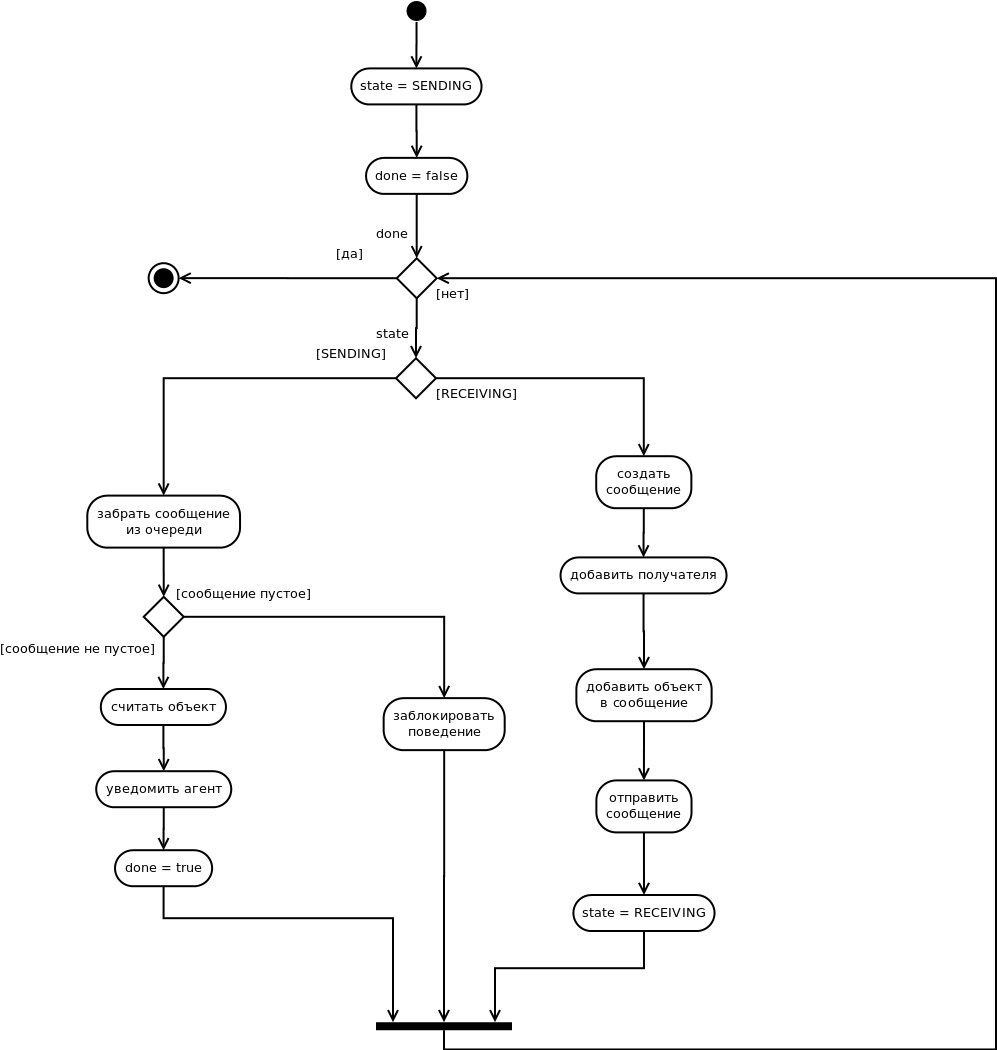 state = SENDING
done = false
done
[да]
[нет]
state
[SENDING]
[RECEIVING]
создать
сообщение
забрать сообщение
из очереди
добавить получателя
[сообщение пустое]
[сообщение не пустое]
добавить объект
в сообщение
считать объект
заблокировать
поведение
уведомить агент
отправить
сообщение
done = true
state = RECEIVING